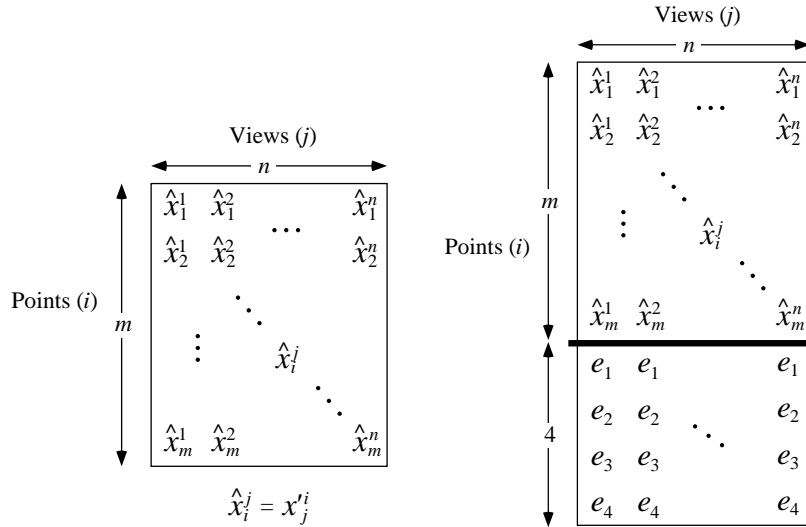 Views (j)
n
Points (i)
m
x̂₁¹ x̂₁² ... x̂₁ⁿ
x̂₂¹ x̂₂² x̂₂ⁿ
x̂ᵢʲ
x̂ₘ¹ x̂ₘ² x̂ₘⁿ
x̂ᵢʲ = x′ⱼⁱ
Views (j)
n
Points (i)
m
x̂₁¹ x̂₁² ... x̂₁ⁿ
x̂₂¹ x̂₂² x̂₂ⁿ
x̂ᵢʲ
x̂ₘ¹ x̂ₘ² x̂ₘⁿ
4
e₁ e₁ e₁
e₂ e₂ e₂
e₃ e₃ e₃
e₄ e₄ e₄